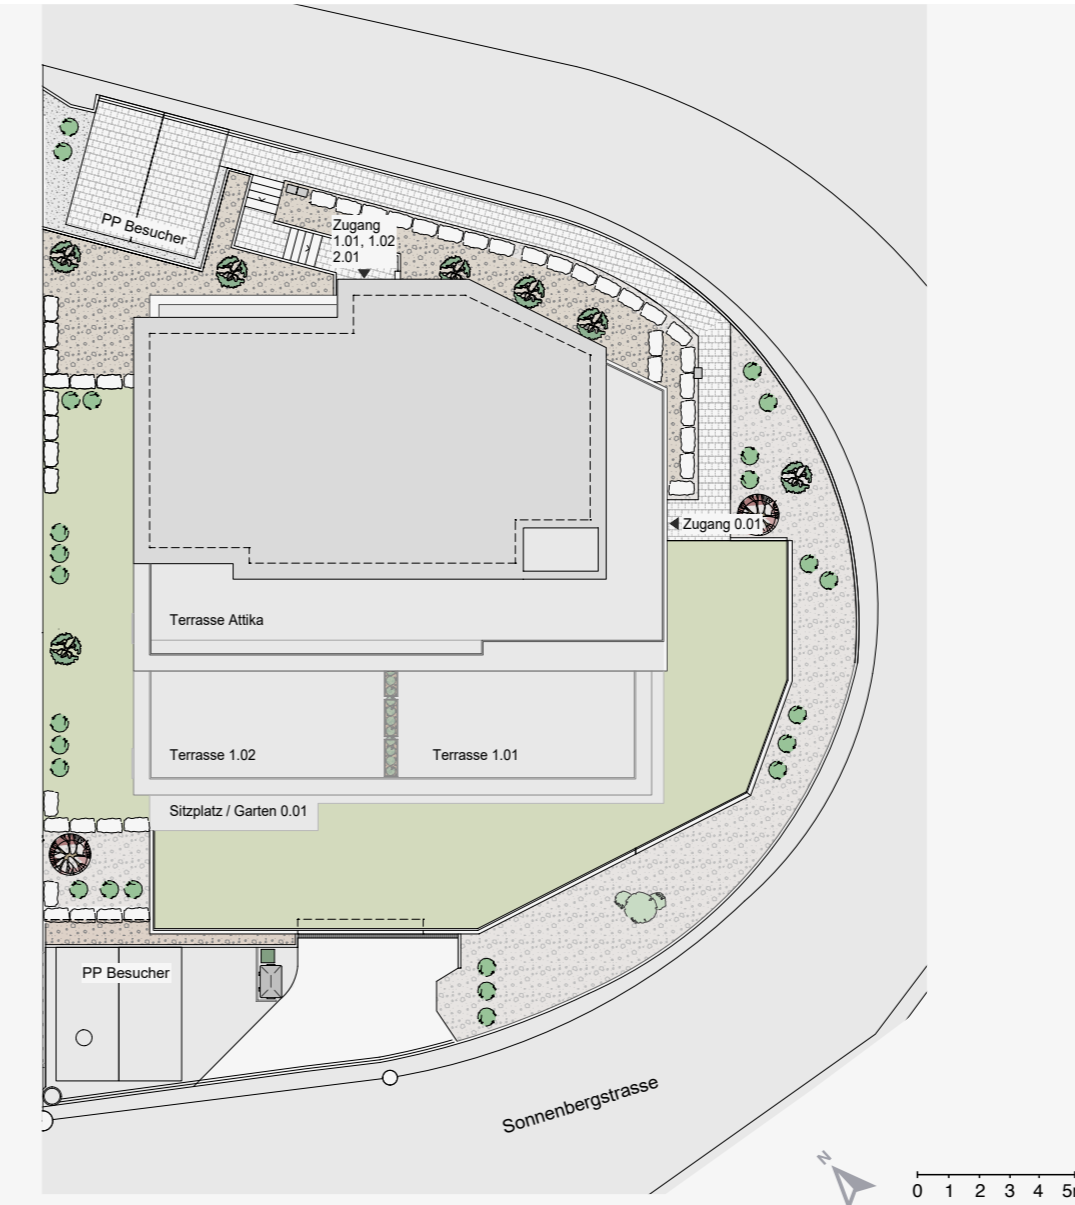 PP Besucher
Zugang
1.01, 1.02
2.01
Zugang 0.01
Terrasse Attika
Terrasse 1.02
Terrasse 1.01
Sitzplatz / Garten 0.01
PP Besucher
Sonnenbergstrasse
N
0 1 2 3 4 5